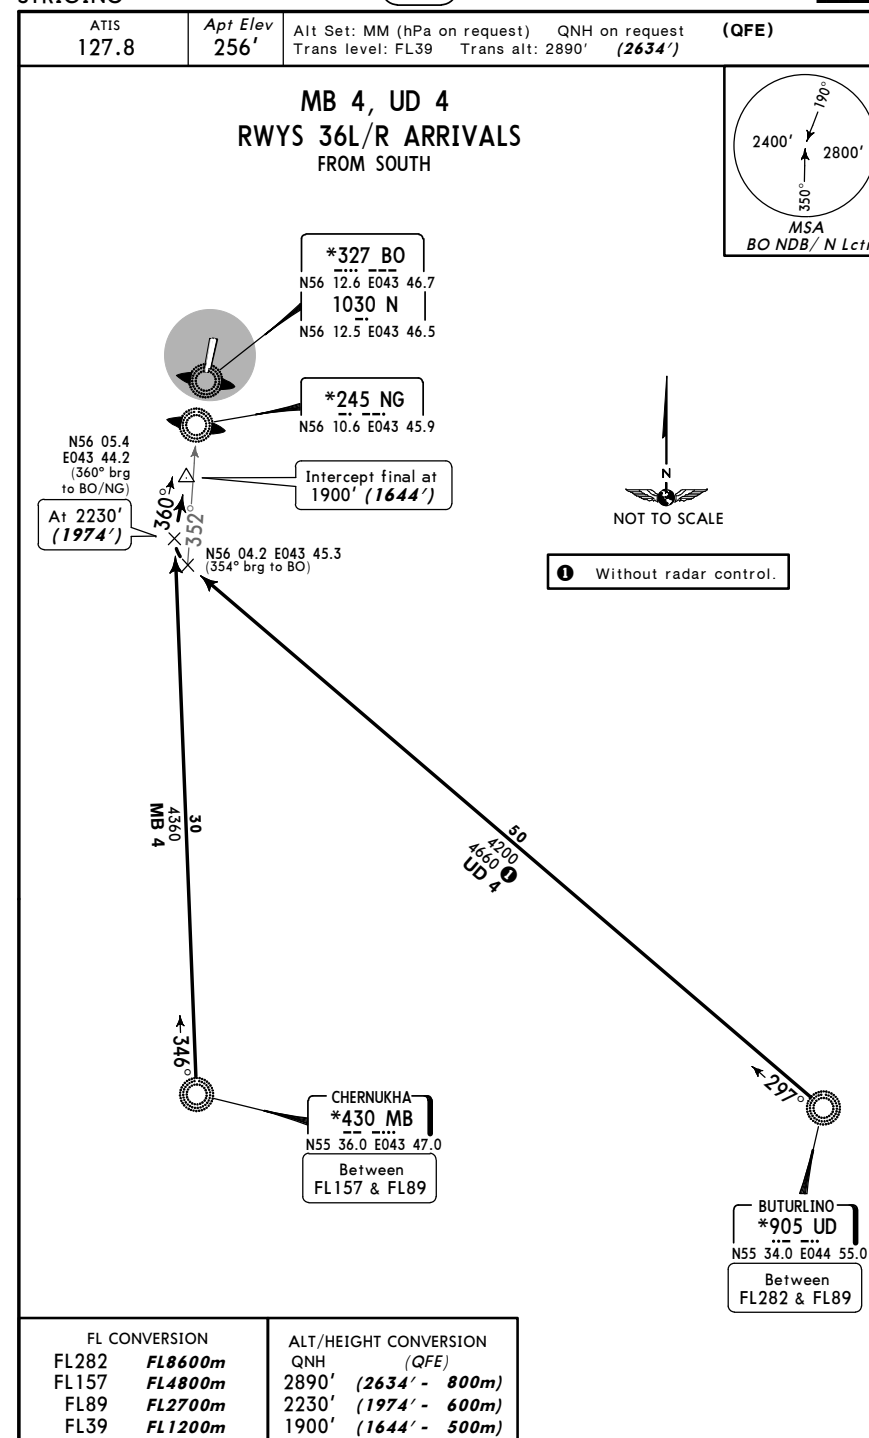 ATIS
127.8
Apt Elev
256'
Alt Set: MM (hPa on request) QNH on request (QFE)
Trans level: FL39 Trans alt: 2890' (2634')
MB 4, UD 4
RWYS 36L/R ARRIVALS
FROM SOUTH
190°
2400'
2800'
350°
MSA
BO NDB/ N Lctr
*327 BO
N56 12.6 E043 46.7
1030 N
N56 12.5 E043 46.5
*245 NG
N56 10.6 E043 45.9
N56 05.4
E043 44.2
(360° brg
to BO/NG)
Intercept final at
1900' (1644')
At 2230'
(1974')
360°
352°
N56 04.2 E043 45.3
(354° brg to BO)
N
NOT TO SCALE
1 Without radar control.
30
4360
MB 4
50
4200
4660 1
UD 4
346°
297°
CHERNUKHA
*430 MB
N55 36.0 E043 47.0
Between
FL157 & FL89
BUTURLINO
*905 UD
N55 34.0 E044 55.0
Between
FL282 & FL89
FL CONVERSION
FL282 FL8600m
FL157 FL4800m
FL89 FL2700m
FL39 FL1200m
ALT/HEIGHT CONVERSION
QNH (QFE)
2890' (2634' - 800m)
2230' (1974' - 600m)
1900' (1644' - 500m)